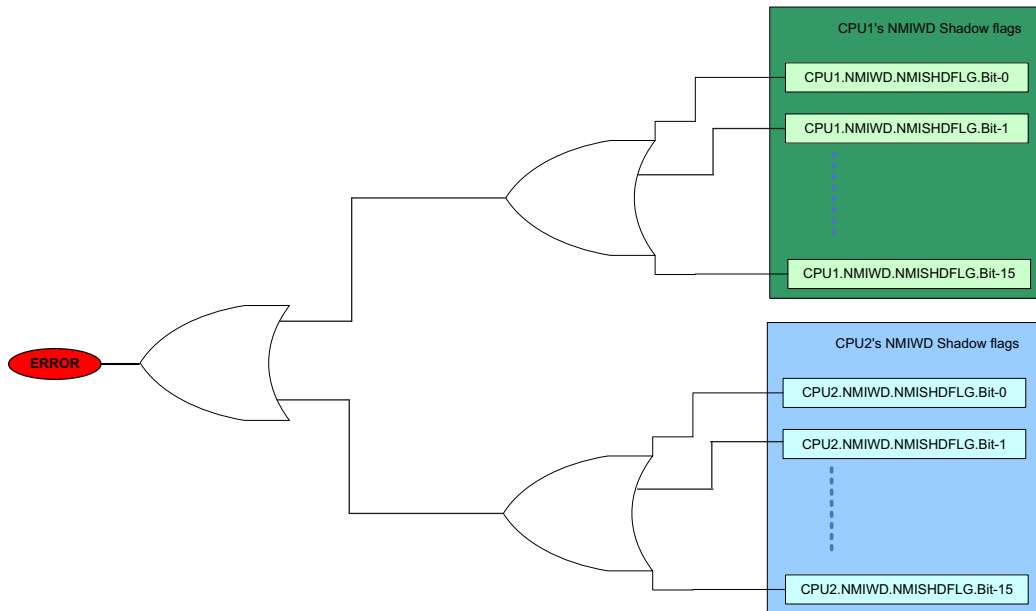 CPU1's NMIWD Shadow flags
CPU1.NMIWD.NMISHDFLG.Bit-0
CPU1.NMIWD.NMISHDFLG.Bit-1
CPU1.NMIWD.NMISHDFLG.Bit-15
ERROR
CPU2's NMIWD Shadow flags
CPU2.NMIWD.NMISHDFLG.Bit-0
CPU2.NMIWD.NMISHDFLG.Bit-1
CPU2.NMIWD.NMISHDFLG.Bit-15